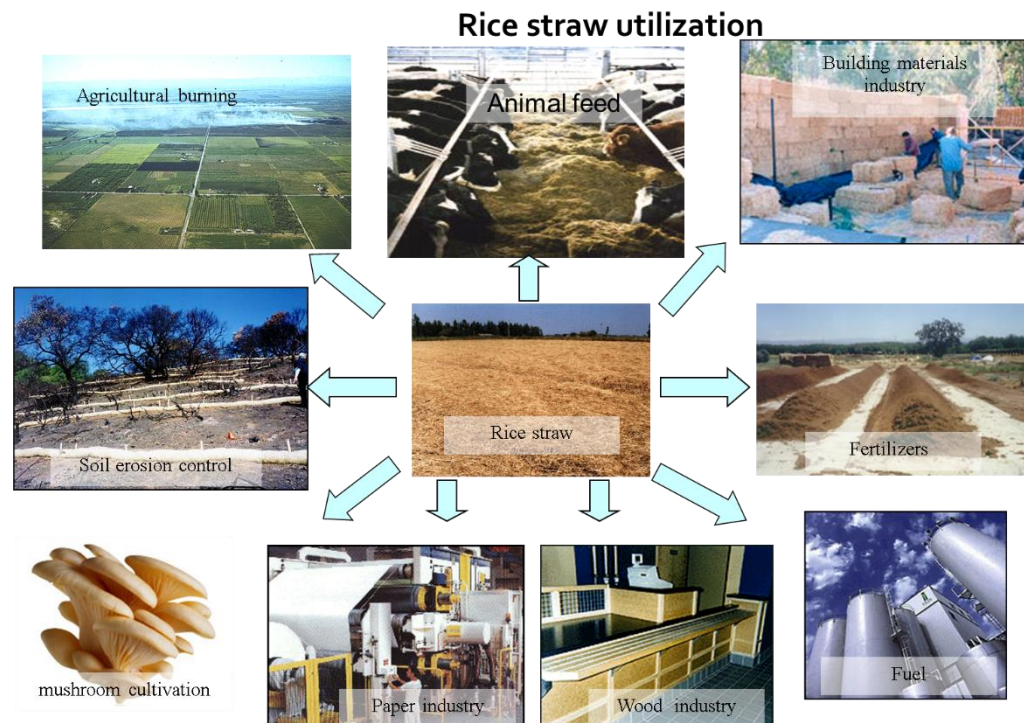 Rice straw utilization
Agricultural burning
Animal feed
Building materials
industry
Soil erosion control
Rice straw
Fertilizers
mushroom cultivation
Paper industry
Wood industry
Fuel